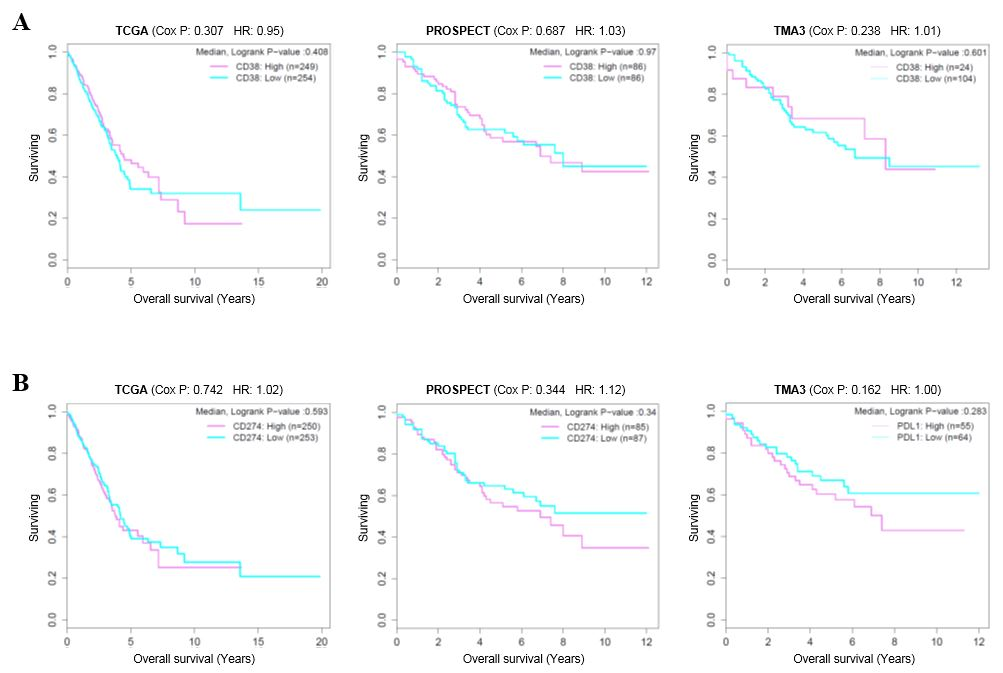 A
TCGA (Cox P: 0.307 HR: 0.95)
Median, Logrank P-value :0.408
CD38: High (n=249)
CD38: Low (n=254)
Surviving
1.0
0.8
0.6
0.4
0.2
0.0
0 5 10 15 20
Overall survival (Years)
PROSPECT (Cox P: 0.687 HR: 1.03)
Median, Logrank P-value :0.97
CD38: High (n=86)
CD38: Low (n=86)
Surviving
1.0
0.8
0.6
0.4
0.2
0.0
0 2 4 6 8 10 12
Overall survival (Years)
TMA3 (Cox P: 0.238 HR: 1.01)
Median, Logrank P-value :0.601
CD38: High (n=24)
CD38: Low (n=104)
Surviving
1.0
0.8
0.6
0.4
0.2
0.0
0 2 4 6 8 10 12
Overall survival (Years)
B
TCGA (Cox P: 0.742 HR: 1.02)
Median, Logrank P-value :0.593
CD274: High (n=250)
CD274: Low (n=253)
Surviving
1.0
0.8
0.6
0.4
0.2
0.0
0 5 10 15 20
Overall survival (Years)
PROSPECT (Cox P: 0.344 HR: 1.12)
Median, Logrank P-value :0.34
CD274: High (n=85)
CD274: Low (n=87)
Surviving
1.0
0.8
0.6
0.4
0.2
0.0
0 2 4 6 8 10 12
Overall survival (Years)
TMA3 (Cox P: 0.162 HR: 1.00)
Median, Logrank P-value :0.283
PDL1: High (n=55)
PDL1: Low (n=64)
Surviving
1.0
0.8
0.6
0.4
0.2
0.0
0 2 4 6 8 10 12
Overall survival (Years)